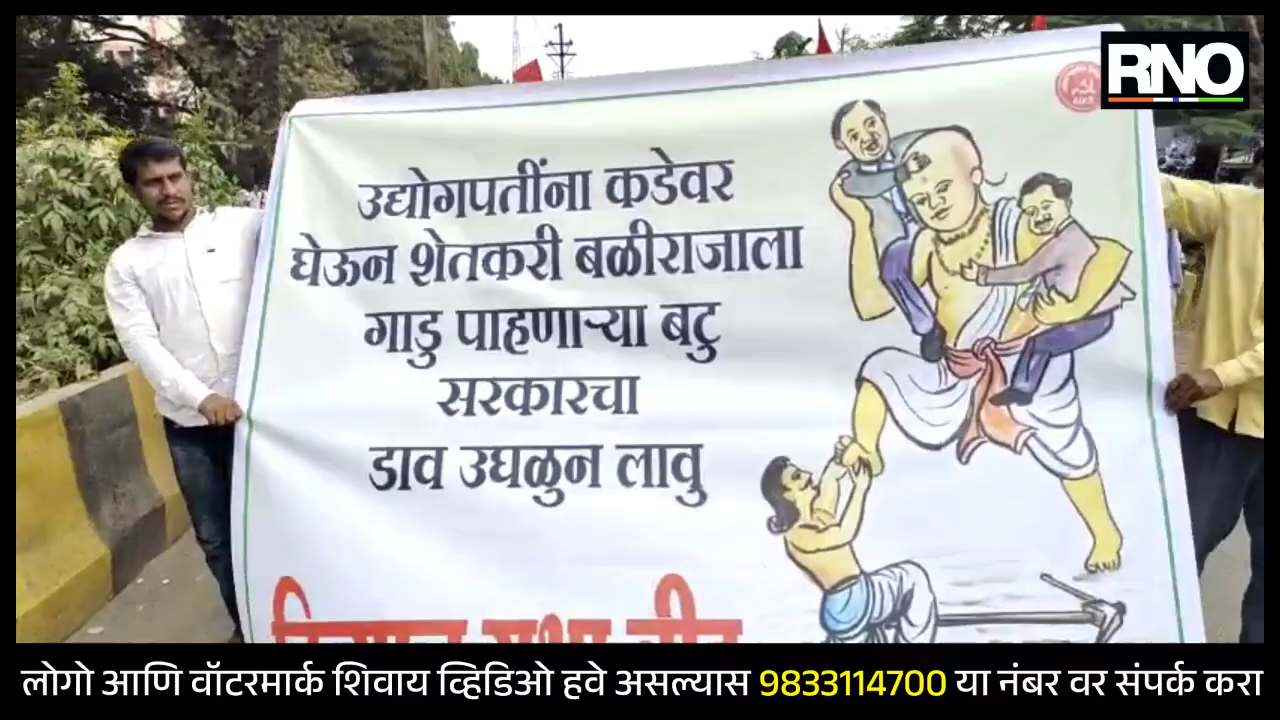 RNO
उद्योगपतींना कडेवर
घेऊन शेतकरी बळीराजाला
गाडु पाहणाऱ्या बटु
सरकारचा
डाव उधळुन लावु
लोगो आणि वॉटरमार्क शिवाय व्हिडिओ हवे असल्यास 9833114700 या नंबर वर संपर्क करा